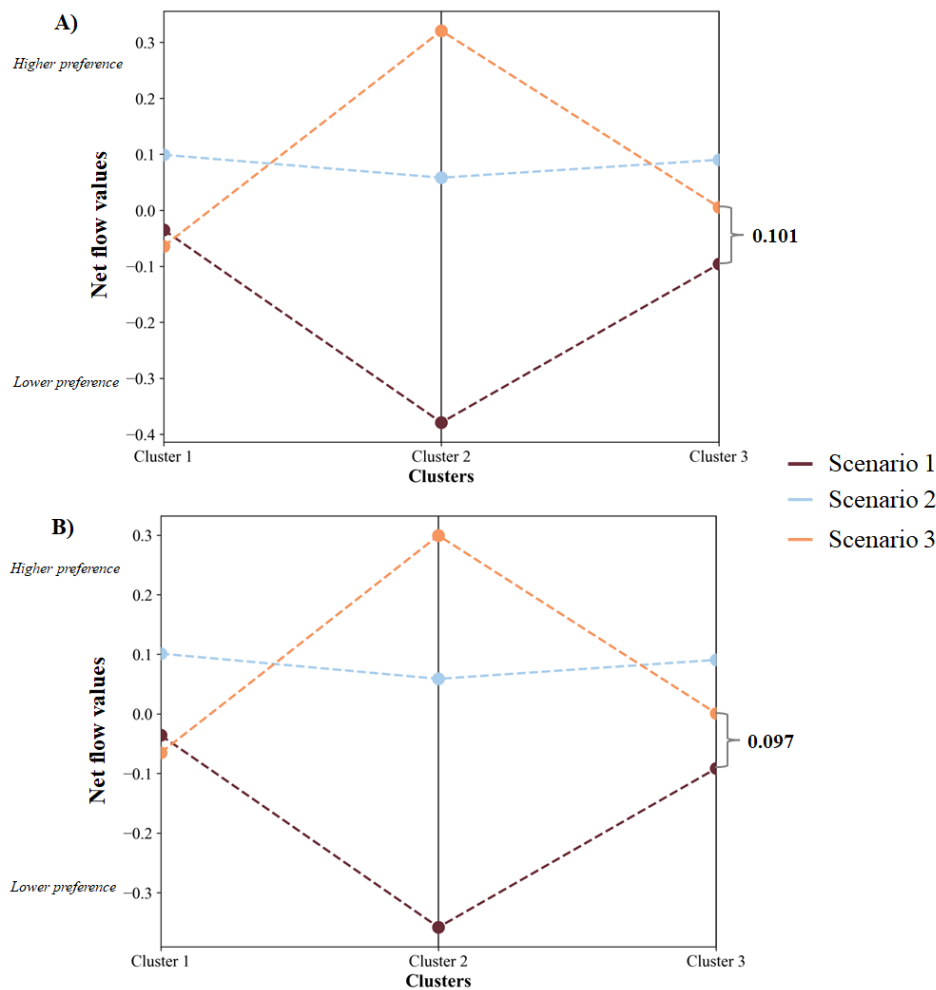 A)
Higher preference
Lower preference
Net flow values
0.3
0.2
0.1
0.0
−0.1
−0.2
−0.3
−0.4
0.101
Cluster 1
Cluster 2
Cluster 3
Clusters
Scenario 1
Scenario 2
Scenario 3
B)
Higher preference
Lower preference
Net flow values
0.3
0.2
0.1
0.0
−0.1
−0.2
−0.3
0.097
Cluster 1
Cluster 2
Cluster 3
Clusters